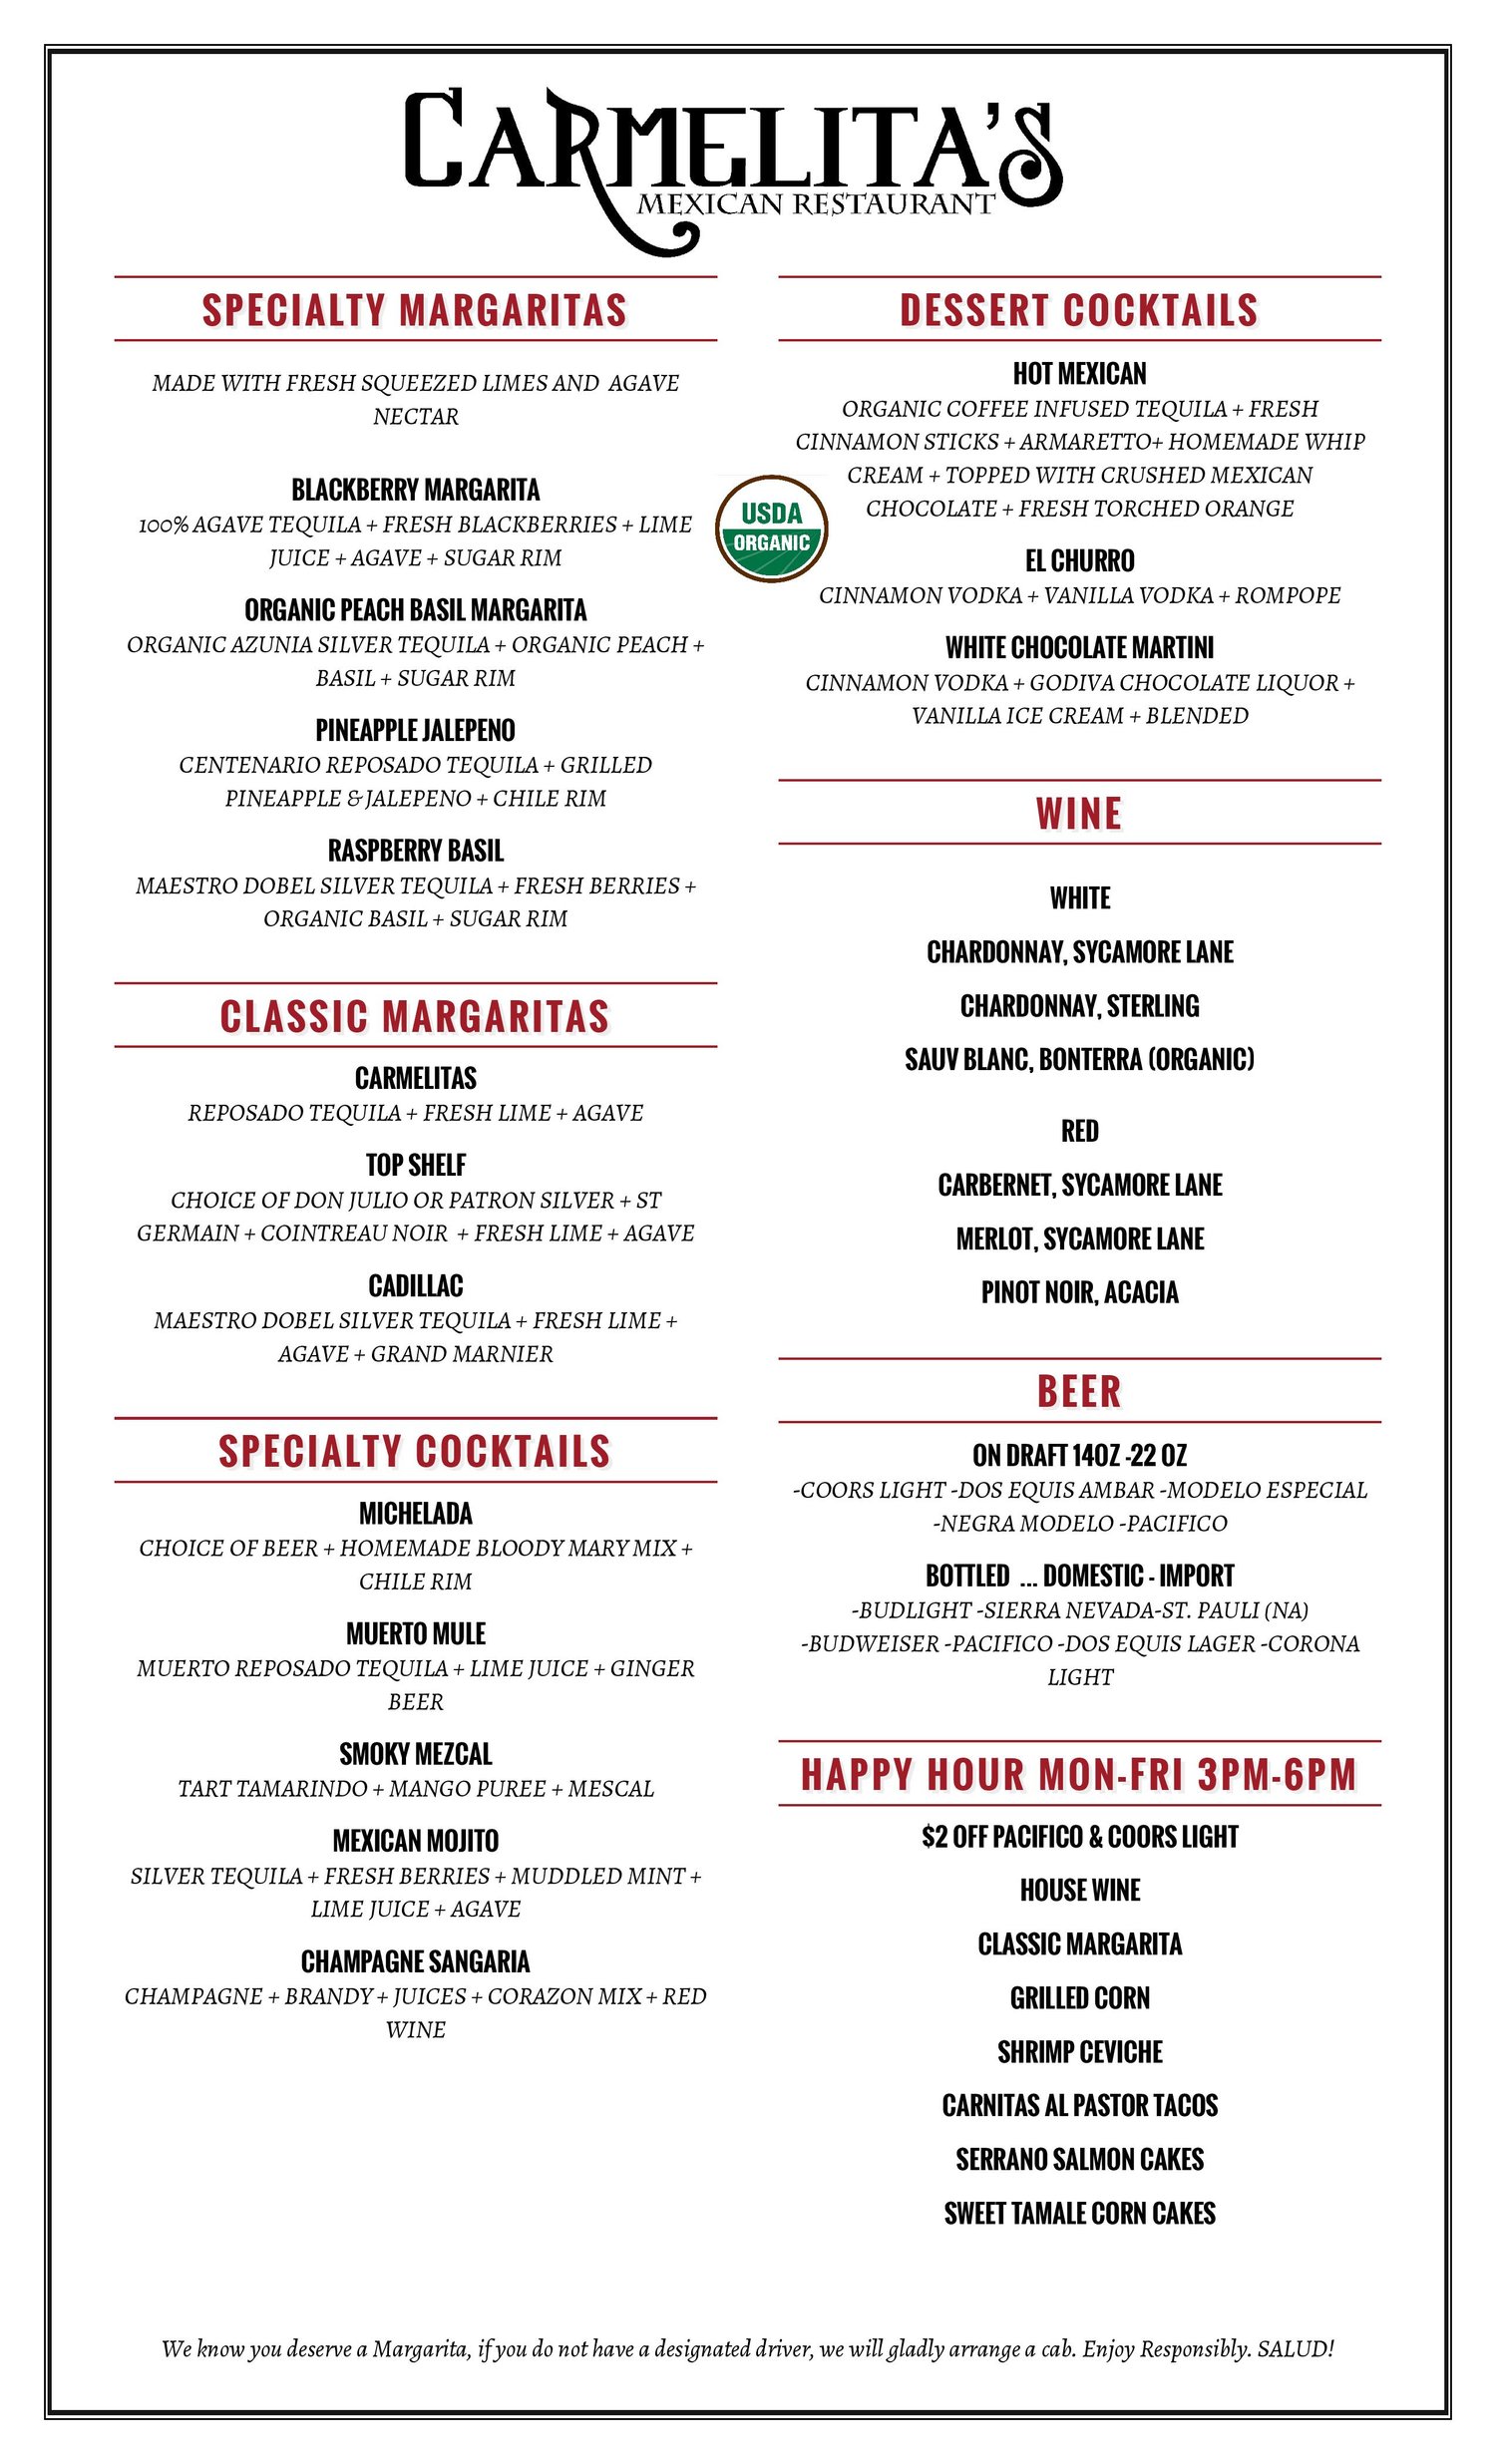 CARMELITA'S
MEXICAN RESTAURANT
SPECIALTY MARGARITAS
MADE WITH FRESH SQUEEZED LIMES AND AGAVE
NECTAR
BLACKBERRY MARGARITA
100% AGAVE TEQUILA + FRESH BLACKBERRIES + LIME
JUICE + AGAVE + SUGAR RIM
ORGANIC PEACH BASIL MARGARITA
ORGANIC AZUNIA SILVER TEQUILA + ORGANIC PEACH +
BASIL + SUGAR RIM
PINEAPPLE JALEPENO
CENTENARIO REPOSADO TEQUILA + GRILLED
PINEAPPLE & JALEPENO + CHILE RIM
RASPBERRY BASIL
MAESTRO DOBEL SILVER TEQUILA + FRESH BERRIES +
ORGANIC BASIL + SUGAR RIM
CLASSIC MARGARITAS
CARMELITAS
REPOSADO TEQUILA + FRESH LIME + AGAVE
TOP SHELF
CHOICE OF DON JULIO OR PATRON SILVER + ST
GERMAIN + COINTREAU NOIR + FRESH LIME + AGAVE
CADILLAC
MAESTRO DOBEL SILVER TEQUILA + FRESH LIME +
AGAVE + GRAND MARNIER
SPECIALTY COCKTAILS
MICHELADA
CHOICE OF BEER + HOMEMADE BLOODY MARY MIX +
CHILE RIM
MUERTO MULE
MUERTO REPOSADO TEQUILA + LIME JUICE + GINGER
BEER
SMOKY MEZCAL
TART TAMARINDO + MANGO PUREE + MESCAL
MEXICAN MOJITO
SILVER TEQUILA + FRESH BERRIES + MUDDLED MINT +
LIME JUICE + AGAVE
CHAMPAGNE SANGARIA
CHAMPAGNE + BRANDY + JUICES + CORAZON MIX + RED
WINE
USDA
ORGANIC
DESSERT COCKTAILS
HOT MEXICAN
ORGANIC COFFEE INFUSED TEQUILA + FRESH
CINNAMON STICKS + ARMARETTO+ HOMEMADE WHIP
CREAM + TOPPED WITH CRUSHED MEXICAN
CHOCOLATE + FRESH TORCHED ORANGE
EL CHURRO
CINNAMON VODKA + VANILLA VODKA + ROMPOPE
WHITE CHOCOLATE MARTINI
CINNAMON VODKA + GODIVA CHOCOLATE LIQUOR +
VANILLA ICE CREAM + BLENDED
WINE
WHITE
CHARDONNAY, SYCAMORE LANE
CHARDONNAY, STERLING
SAUV BLANC, BONTERRA (ORGANIC)
RED
CARBERNET, SYCAMORE LANE
MERLOT, SYCAMORE LANE
PINOT NOIR, ACACIA
BEER
ON DRAFT 14OZ -22 OZ
-COORS LIGHT -DOS EQUIS AMBAR -MODELO ESPECIAL
-NEGRA MODELO -PACIFICO
BOTTLED ... DOMESTIC - IMPORT
-BUDLIGHT -SIERRA NEVADA-ST. PAULI (NA)
-BUDWEISER -PACIFICO -DOS EQUIS LAGER -CORONA
LIGHT
HAPPY HOUR MON-FRI 3PM-6PM
$2 OFF PACIFICO & COORS LIGHT
HOUSE WINE
CLASSIC MARGARITA
GRILLED CORN
SHRIMP CEVICHE
CARNITAS AL PASTOR TACOS
SERRANO SALMON CAKES
SWEET TAMALE CORN CAKES
We know you deserve a Margarita, if you do not have a designated driver, we will gladly arrange a cab. Enjoy Responsibly. SALUD!